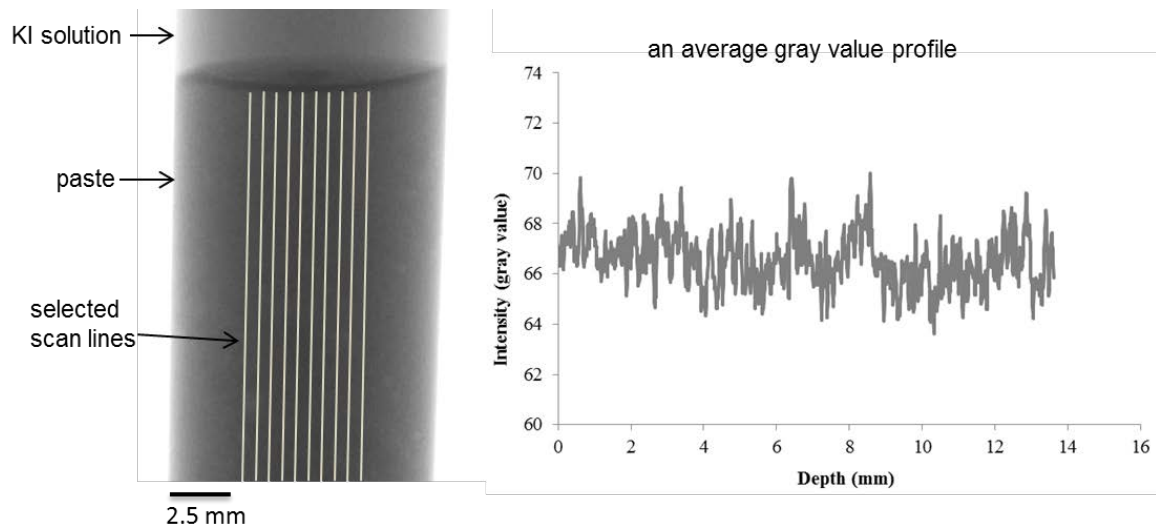 KI solution
paste
selected
scan lines
2.5 mm
an average gray value profile
Intensity (gray value)
74
72
70
68
66
64
62
60
0 2 4 6 8 10 12 14 16
Depth (mm)